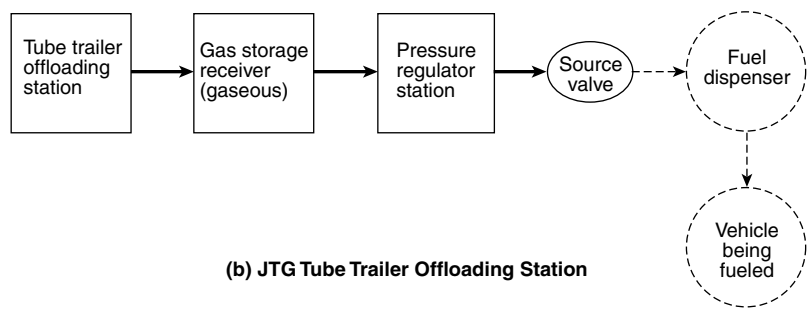 Tube trailer
offloading
station
Gas storage
receiver
(gaseous)
Pressure
regulator
station
Source
valve
Fuel
dispenser
Vehicle
being
fueled
(b) JTG Tube Trailer Offloading Station